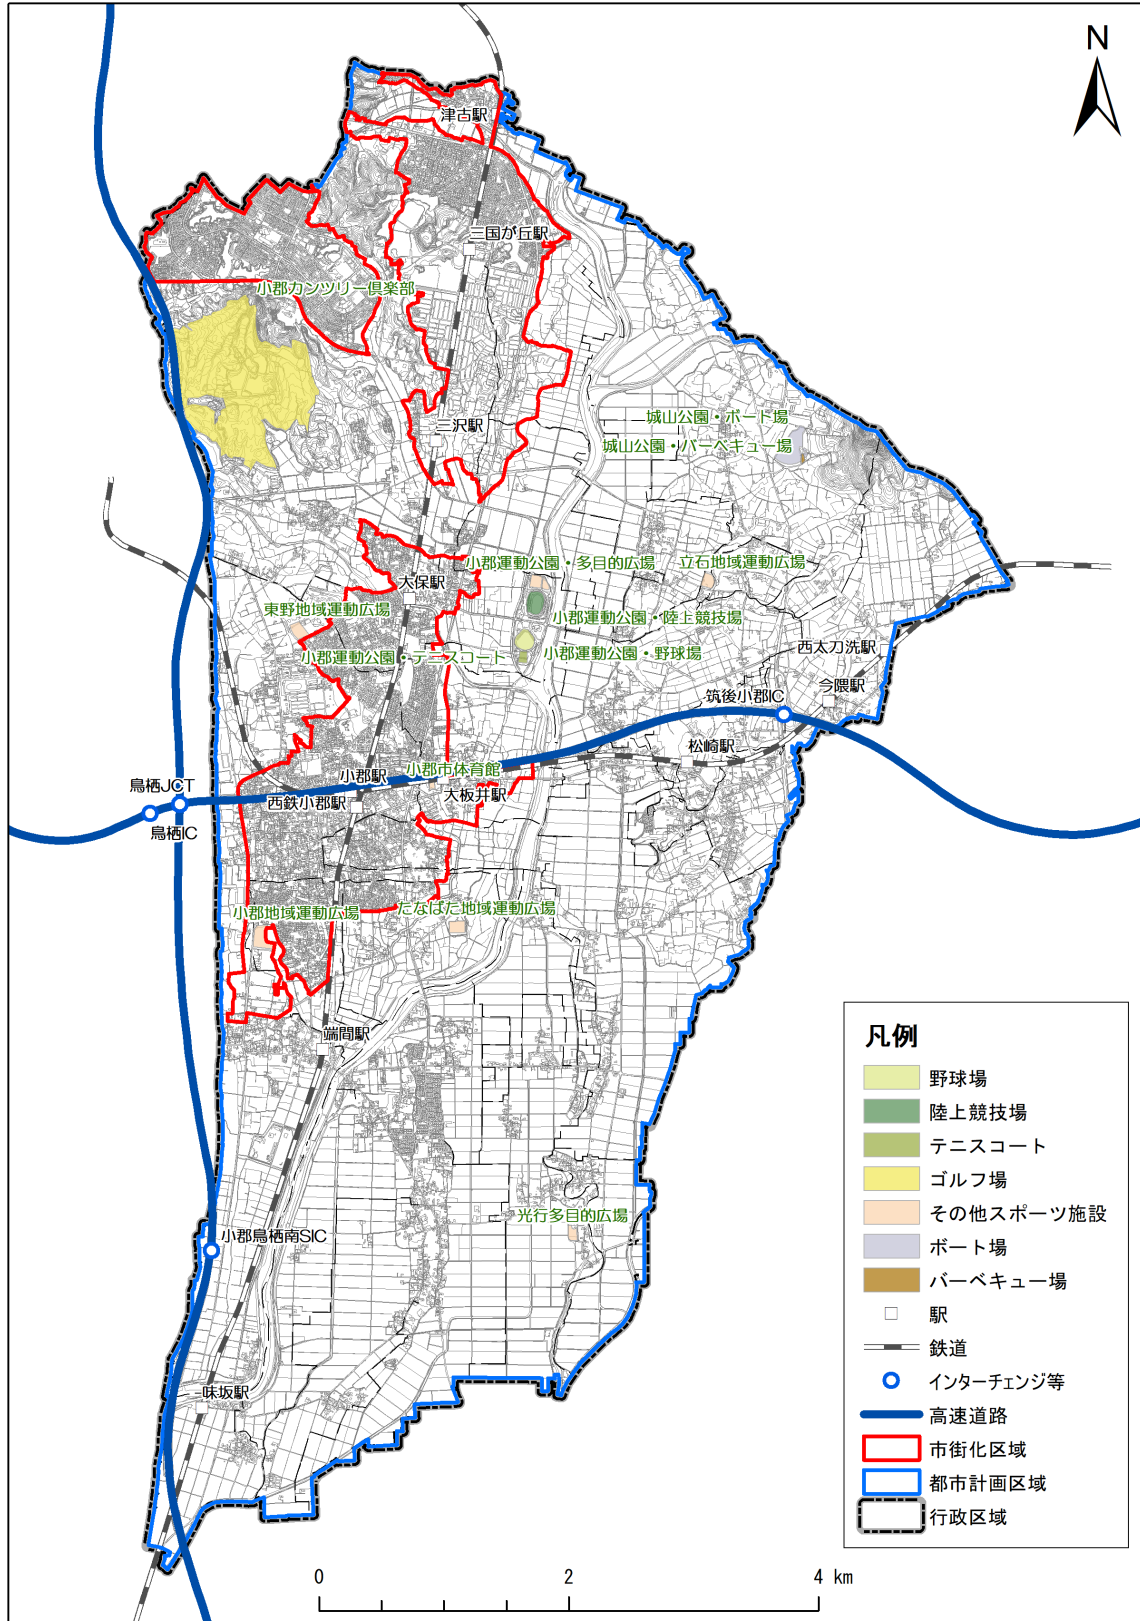 N
津古駅
三国が丘駅
小郡カンツリー倶楽部
城山公園・ボート場
三沢駅
城山公園・バーベキュー場
小郡運動公園・多目的広場
立石地域運動広場
大保駅
東野地域運動広場
小郡運動公園・陸上競技場
西太刀洗駅
小郡運動公園・テニスコート
小郡運動公園・野球場
今隈駅
筑後小郡IC
松崎駅
小郡市体育館
小郡駅
鳥栖JCT
大板井駅
西鉄小郡駅
鳥栖IC
小郡地域運動広場
たなばた地域運動広場
端間駅
光行多目的広場
小郡鳥栖南SIC
味坂駅
凡例
野球場
陸上競技場
テニスコート
ゴルフ場
その他スポーツ施設
ボート場
バーベキュー場
駅
鉄道
インターチェンジ等
高速道路
市街化区域
都市計画区域
行政区域
0 2 4 km